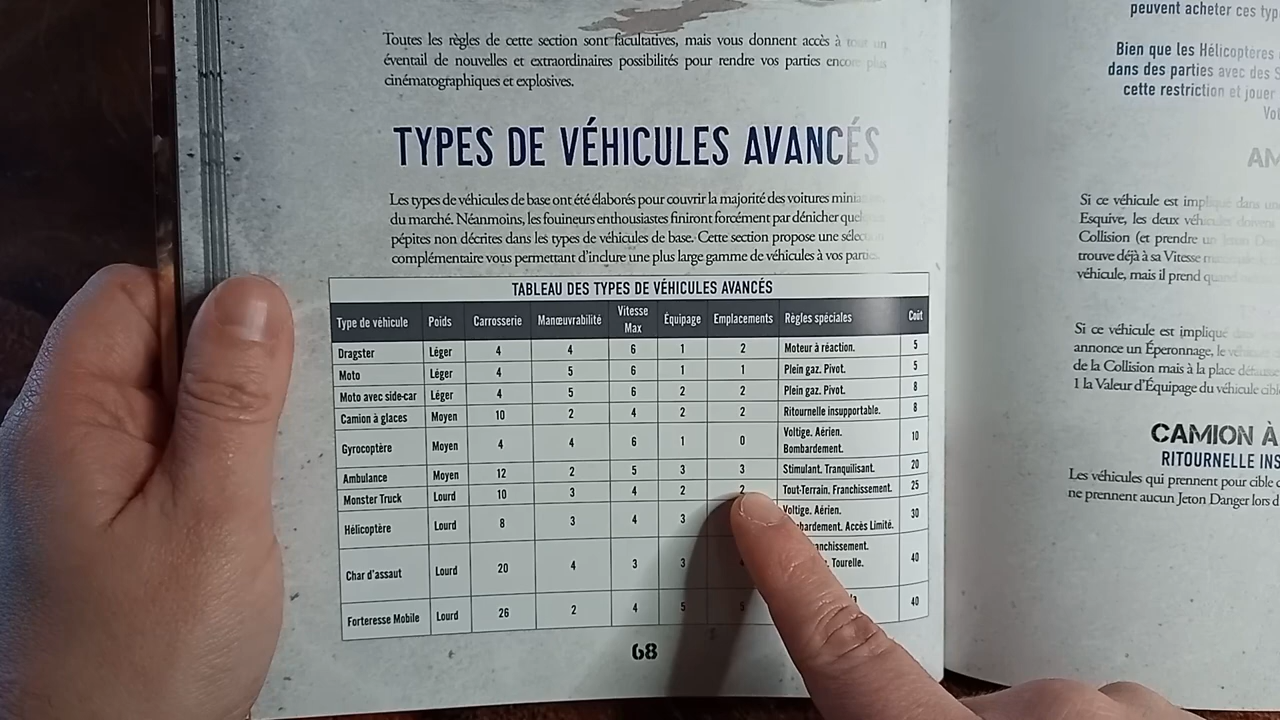 Toutes les règles de cette section sont facultatives, mais vous donnent accès à tout un
éventail de nouvelles et extraordinaires possibilités pour rendre vos parties encore plus
cinématographiques et explosives.
TYPES DE VÉHICULES AVANCÉS
Les types de véhicules de base ont été élaborés pour couvrir la majorité des voitures
du marché. Néanmoins, les fouineurs enthousiastes finiront forcément par dénicher
pépites non décrites dans les types de véhicules de base. Cette section propose une
complémentaire vous permettant d'inclure une plus large gamme de véhicules à vos
TABLEAU DES TYPES DE VÉHICULES AVANCÉS
Type de véhicule Poids Carrosserie Manœuvrabilité Vitesse Max Équipage Emplacements Règles spéciales Coût
Dragster Léger 4 4 6 1 2 Moteur à réaction. 5
Moto Léger 4 5 6 1 1 Plein gaz. Pivot. 5
Moto avec side-car Léger 4 5 6 2 2 Plein gaz. Pivot. 8
Camion à glaces Moyen 10 2 4 2 2 Ritournelle insupportable. 8
Gyrocoptère Moyen 4 4 6 1 0 Voltige. Aérien. Bombardement. 10
Ambulance Moyen 12 2 5 3 3 Stimulant. Tranquilisant. 20
Monster Truck Lourd 10 3 4 2 2 Tout-Terrain. Franchissement. 25
Hélicoptère Lourd 8 3 4 3 Voltige. Aérien. Accès Limité. 30
Char d'assaut Lourd 20 4 3 3 Tourelle. 40
Forteresse Mobile Lourd 26 2 4 5 5 40
68
peuvent acheter ces
Bien que les Hélicoptères
dans des parties avec des
cette restriction et jouer
Si ce véhicule est impliqué dans
Esquive, les deux véhicules doivent
Collision (et prendre un Jeton
trouve déjà à sa Vitesse
véhicule, mais il prend quand
Si ce véhicule est impliqué
annonce un Éperonnage, le véhicule
de la Collision mais à la place
1 la Valeur d'Équipage du véhicule
CAMION À
RITOURNELLE
Les véhicules qui prennent pour cible
ne prennent aucun Jeton Danger lors